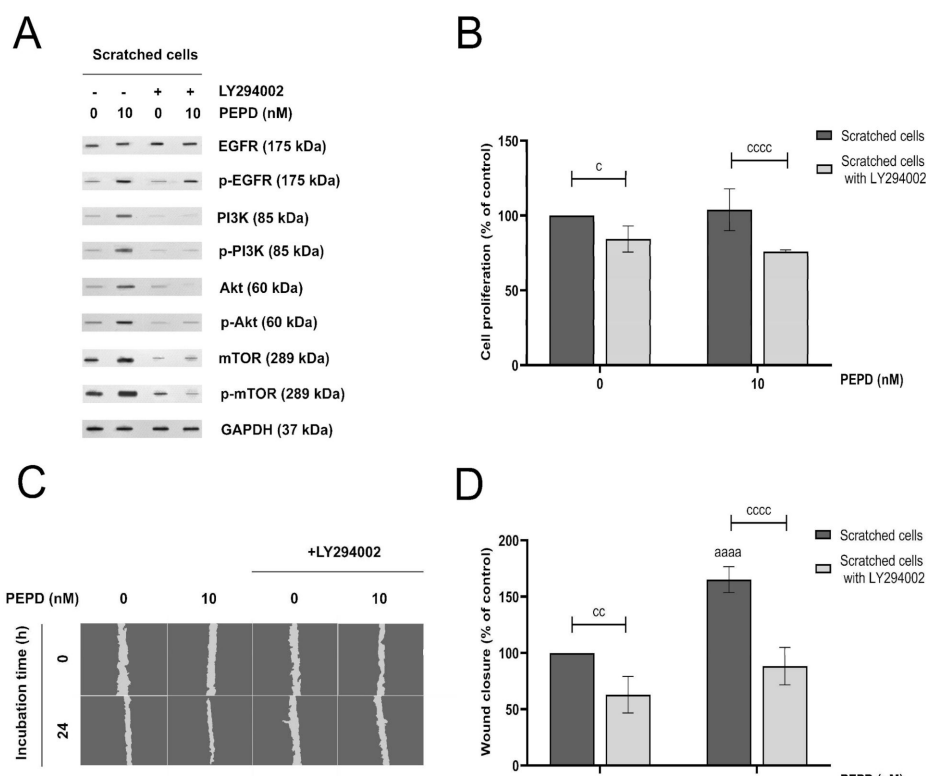 A
Scratched cells
- - + + LY294002
0 10 0 10 PEPD (nM)
EGFR (175 kDa)
p-EGFR (175 kDa)
PI3K (85 kDa)
p-PI3K (85 kDa)
Akt (60 kDa)
p-Akt (60 kDa)
mTOR (289 kDa)
p-mTOR (289 kDa)
GAPDH (37 kDa)
B
Cell proliferation (% of control)
150
100
50
0
c
cccc
0 10 PEPD (nM)
Scratched cells
Scratched cells
with LY294002
C
+LY294002
PEPD (nM) 0 10 0 10
Incubation time (h)
0
24
D
Wound closure (% of control)
200
150
100
50
0
cc
aaaa
cccc
Scratched cells
Scratched cells
with LY294002